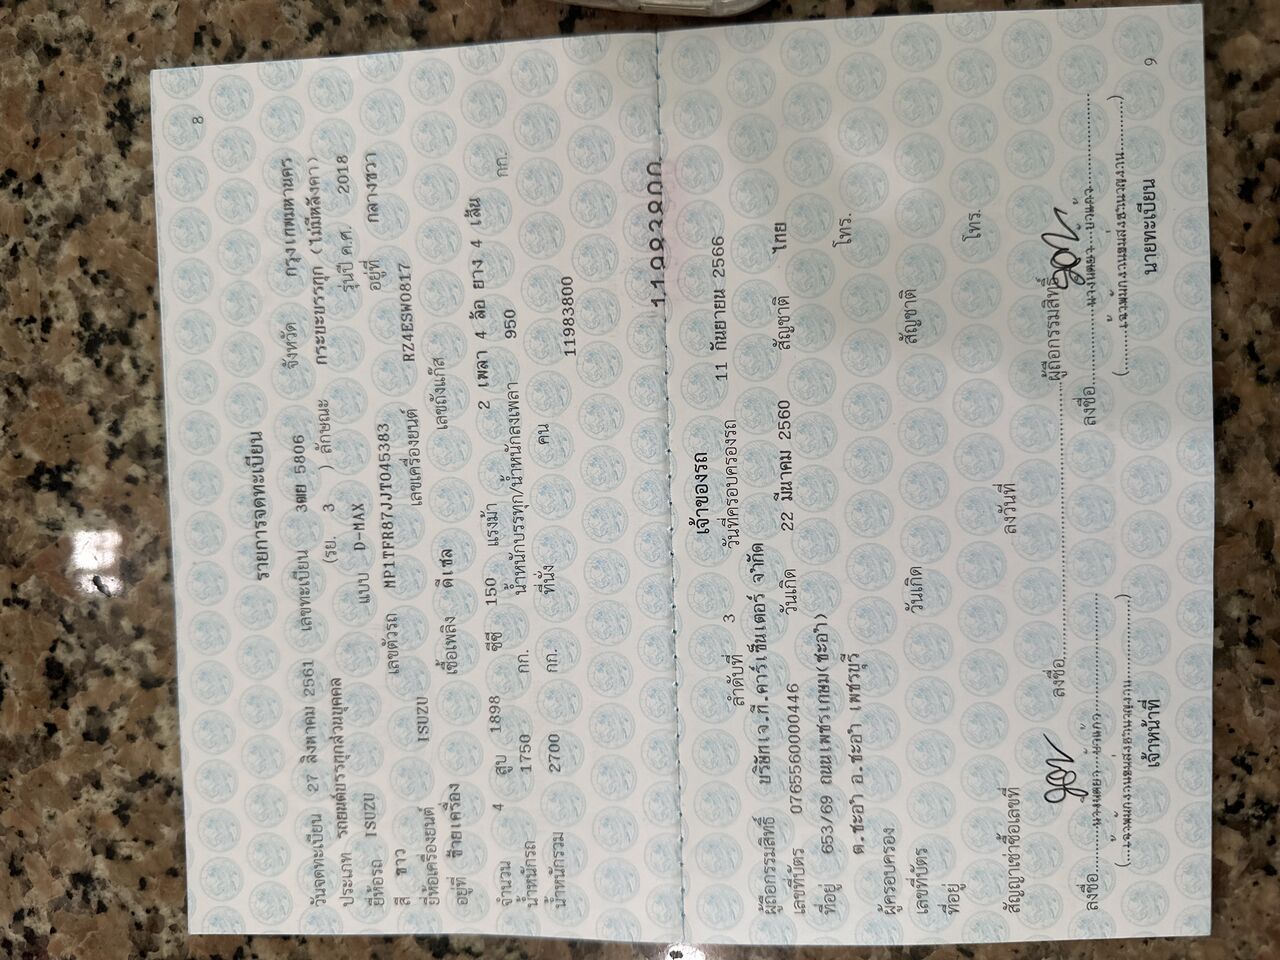 8
รายการจดทะเบียน
วันจดทะเบียน 27 สิงหาคม 2561 เลขทะเบียน 3ฒย 5806 จังหวัด กรุงเทพมหานคร
ประเภท รถยนต์บรรทุกส่วนบุคคล (รย. 3 ) ลักษณะ กระบะบรรทุก (ไม่มีหลังคา)
ยี่ห้อรถ ISUZU แบบ D-MAX รุ่นปี ค.ศ. 2018
สี ขาว เลขตัวรถ MP1TFR87JJT045383 อยู่ที่ กลางขวา
ยี่ห้อเครื่องยนต์ ISUZU เลขเครื่องยนต์ RZ4ESW0817
อยู่ที่ ซ้ายเครื่อง เชื้อเพลิง ดีเซล เลขถังแก๊ส
จำนวน 4 สูบ 1898 ซีซี 150 แรงม้า 2 เพลา 4 ล้อ ยาง 4 เส้น
น้ำหนักรถ 1750 กก. น้ำหนักบรรทุก/น้ำหนักลงเพลา 950 กก.
น้ำหนักรวม 2700 กก. ที่นั่ง คน 11983800
11983800
เจ้าของรถ
ลำดับที่ 3 วันที่ครอบครองรถ 11 กันยายน 2566
ผู้ถือกรรมสิทธิ์ บริษัทเจ.ที.คาร์เซ็นเตอร์ จำกัด
เลขที่บัตร 0765560000446 วันเกิด 22 มีนาคม 2560 สัญชาติ ไทย
ที่อยู่ 653/69 ถนนเพชรเกษม(ชะอำ)
ต.ชะอำ อ.ชะอำ เพชรบุรี โทร.
ผู้ครอบครอง
เลขที่บัตร วันเกิด สัญชาติ
ที่อยู่
โทร.
สัญญาเช่าซื้อเลขที่ ลงวันที่
ลงชื่อ ผู้ถือกรรมสิทธิ์
ลงชื่อ ลงชื่อ
เจ้าหน้าที่ นายทะเบียน
9